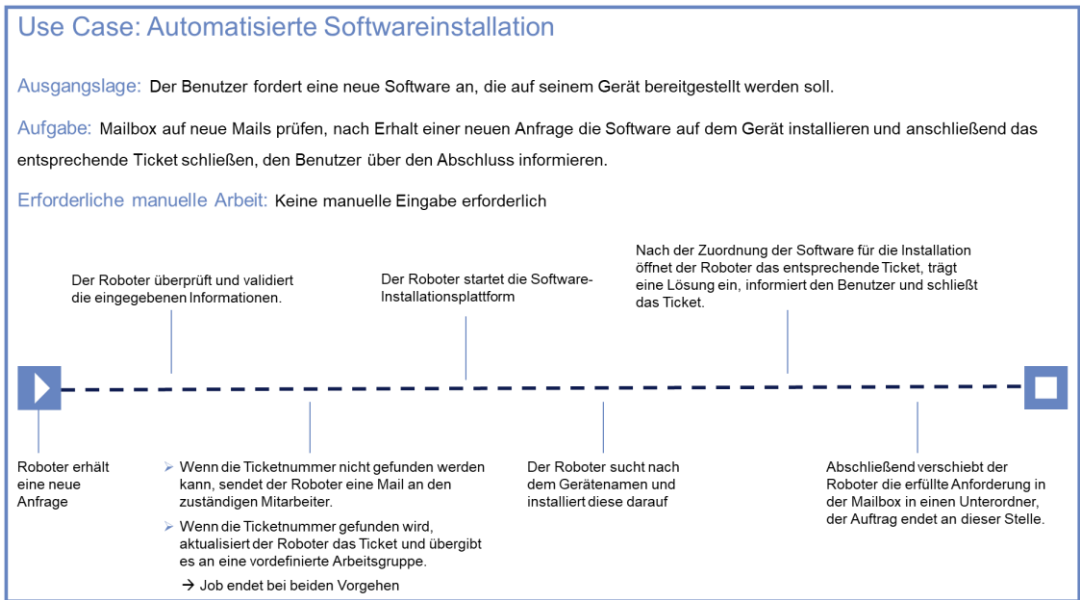 Use Case: Automatisierte Softwareinstallation
Ausgangslage: Der Benutzer fordert eine neue Software an, die auf seinem Gerät bereitgestellt werden soll.
Aufgabe: Mailbox auf neue Mails prüfen, nach Erhalt einer neuen Anfrage die Software auf dem Gerät installieren und anschließend das
entsprechende Ticket schließen, den Benutzer über den Abschluss informieren.
Erforderliche manuelle Arbeit: Keine manuelle Eingabe erforderlich
Der Roboter überprüft und validiert
die eingegebenen Informationen.
Der Roboter startet die Software-
Installationsplattform
Nach der Zuordnung der Software für die Installation
öffnet der Roboter das entsprechende Ticket, trägt
eine Lösung ein, informiert den Benutzer und schließt
das Ticket.
Roboter erhält
eine neue
Anfrage
➢ Wenn die Ticketnummer nicht gefunden werden
kann, sendet der Roboter eine Mail an den
zuständigen Mitarbeiter.
➢ Wenn die Ticketnummer gefunden wird,
aktualisiert der Roboter das Ticket und übergibt
es an eine vordefinierte Arbeitsgruppe.
→ Job endet bei beiden Vorgehen
Der Roboter sucht nach
dem Gerätenamen und
installiert diese darauf
Abschließend verschiebt der
Roboter die erfüllte Anforderung in
der Mailbox in einen Unterordner,
der Auftrag endet an dieser Stelle.